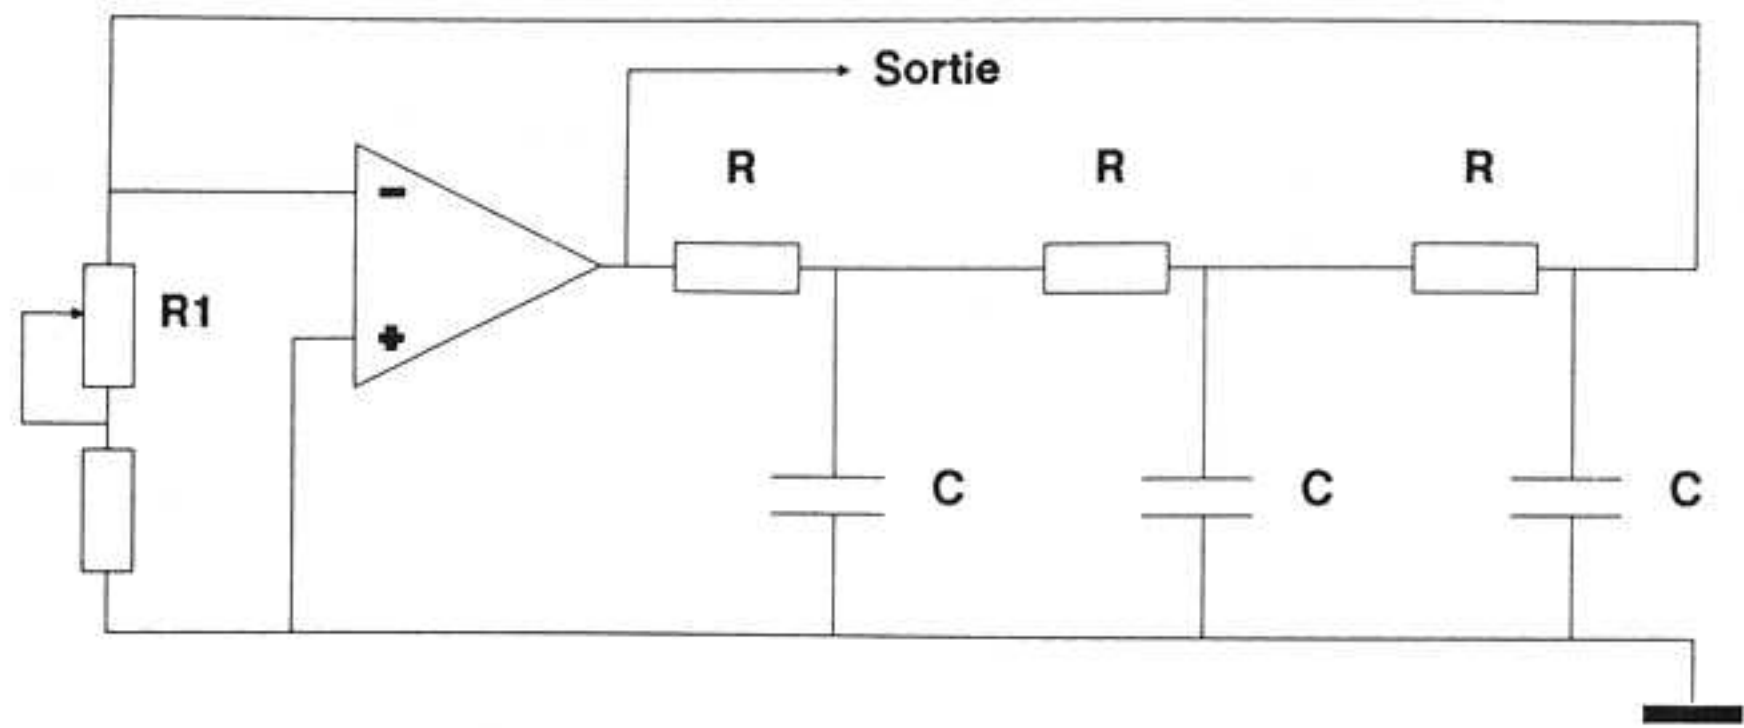 Sortie
R R R
R1
− +
C C C